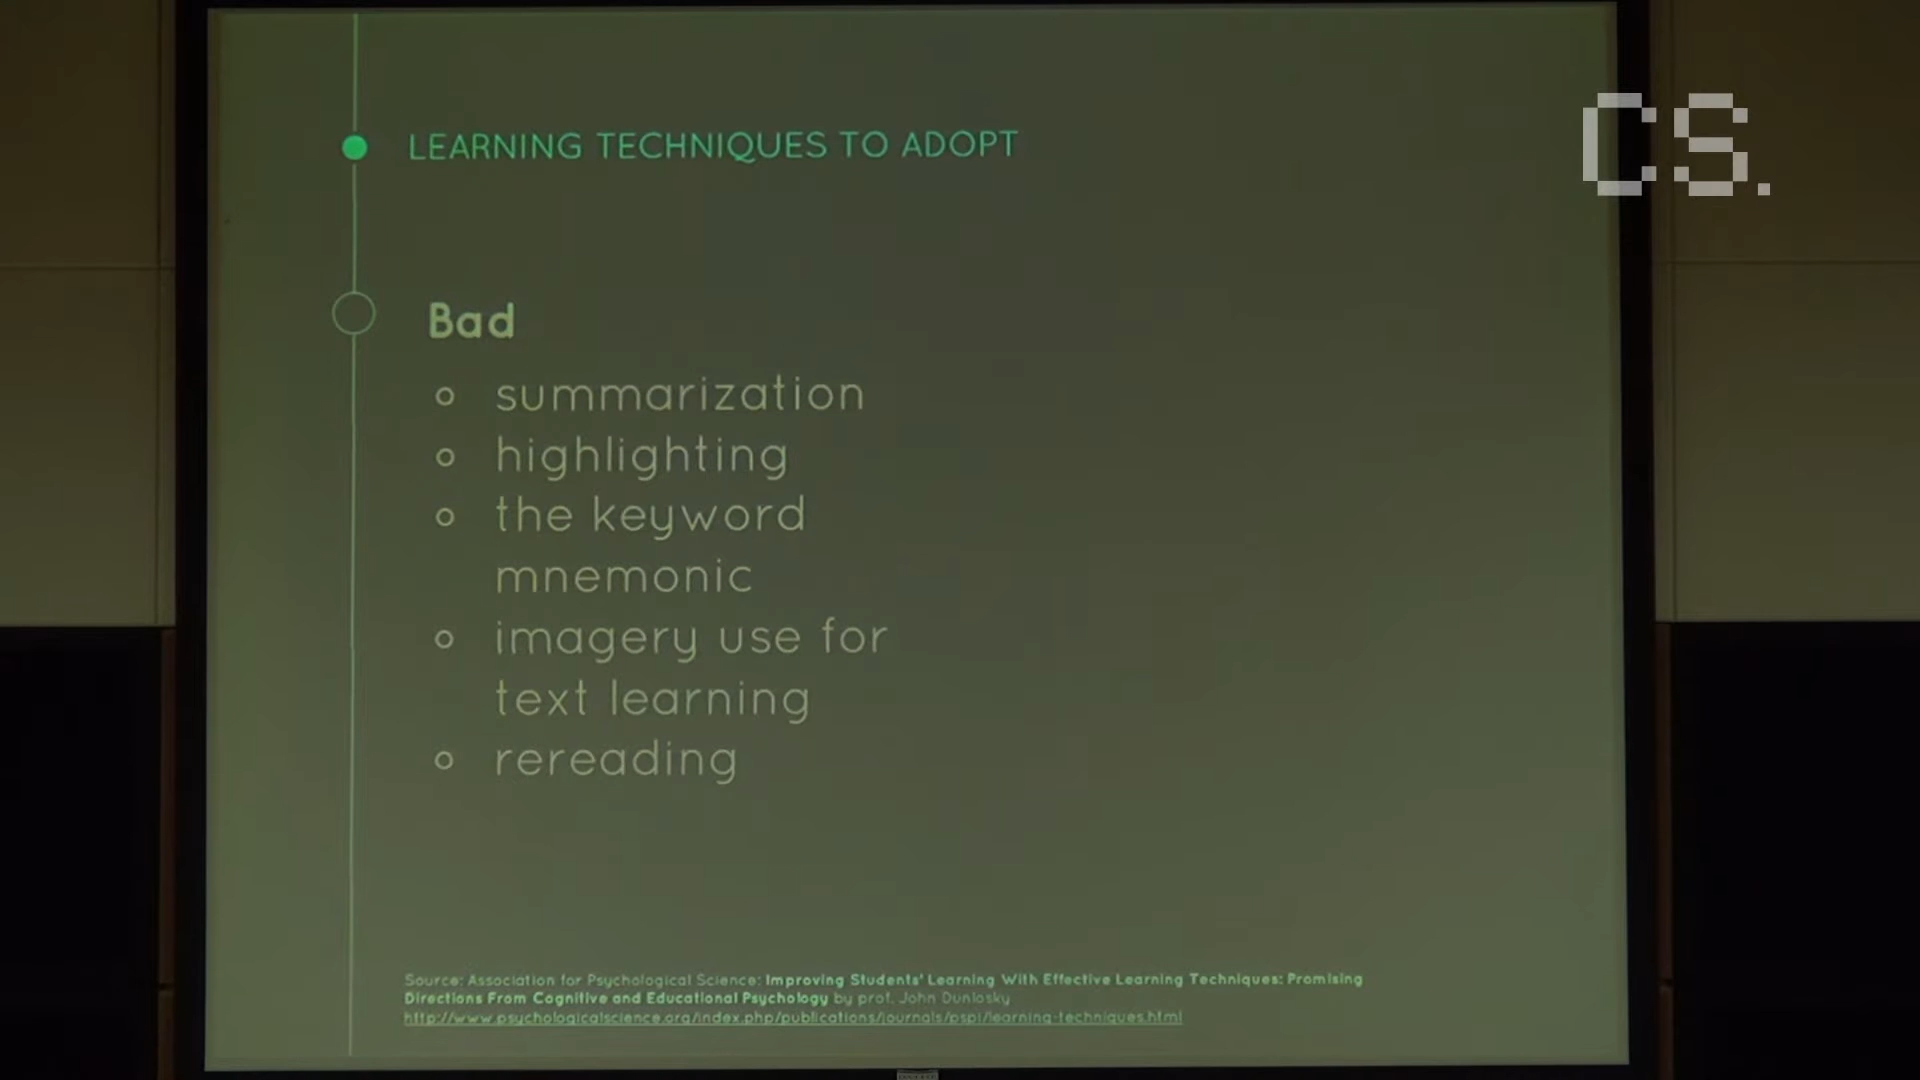 CS.
LEARNING TECHNIQUES TO ADOPT
Bad
summarization
highlighting
the keyword
mnemonic
imagery use for
text learning
rereading
Source: Association for Psychological Science: Improving Students' Learning With Effective Learning Techniques: Promising
Directions From Cognitive and Educational Psychology by prof. John Dunlosky
http://www.psychologicalscience.org/index.php/publications/journals/pspi/learning-techniques.html